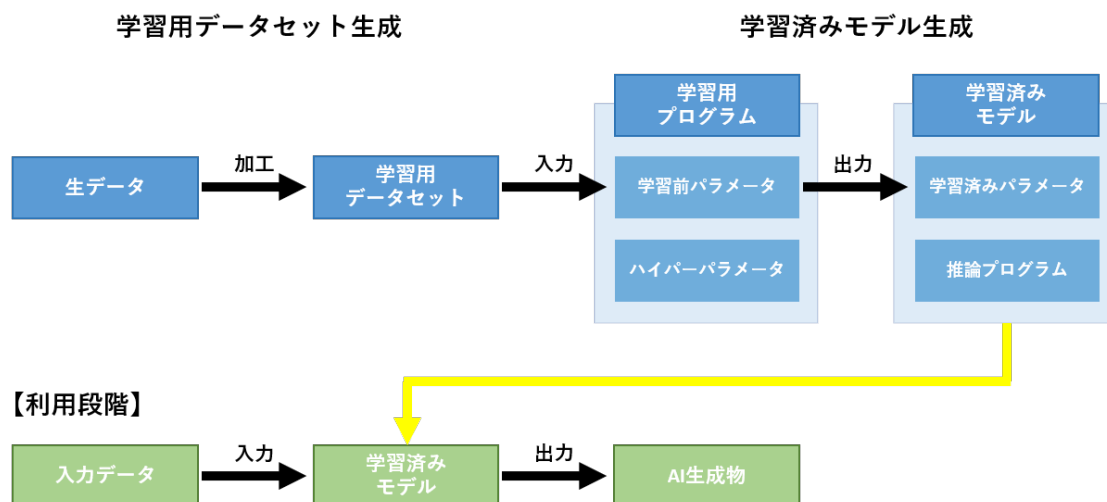 学習用データセット生成
学習済みモデル生成
学習用
プログラム
学習済み
モデル
生データ
加工
学習用
データセット
入力
学習前パラメータ
出力
学習済みパラメータ
ハイパーパラメータ
推論プログラム
【利用段階】
入力データ
入力
学習済み
モデル
出力
AI生成物